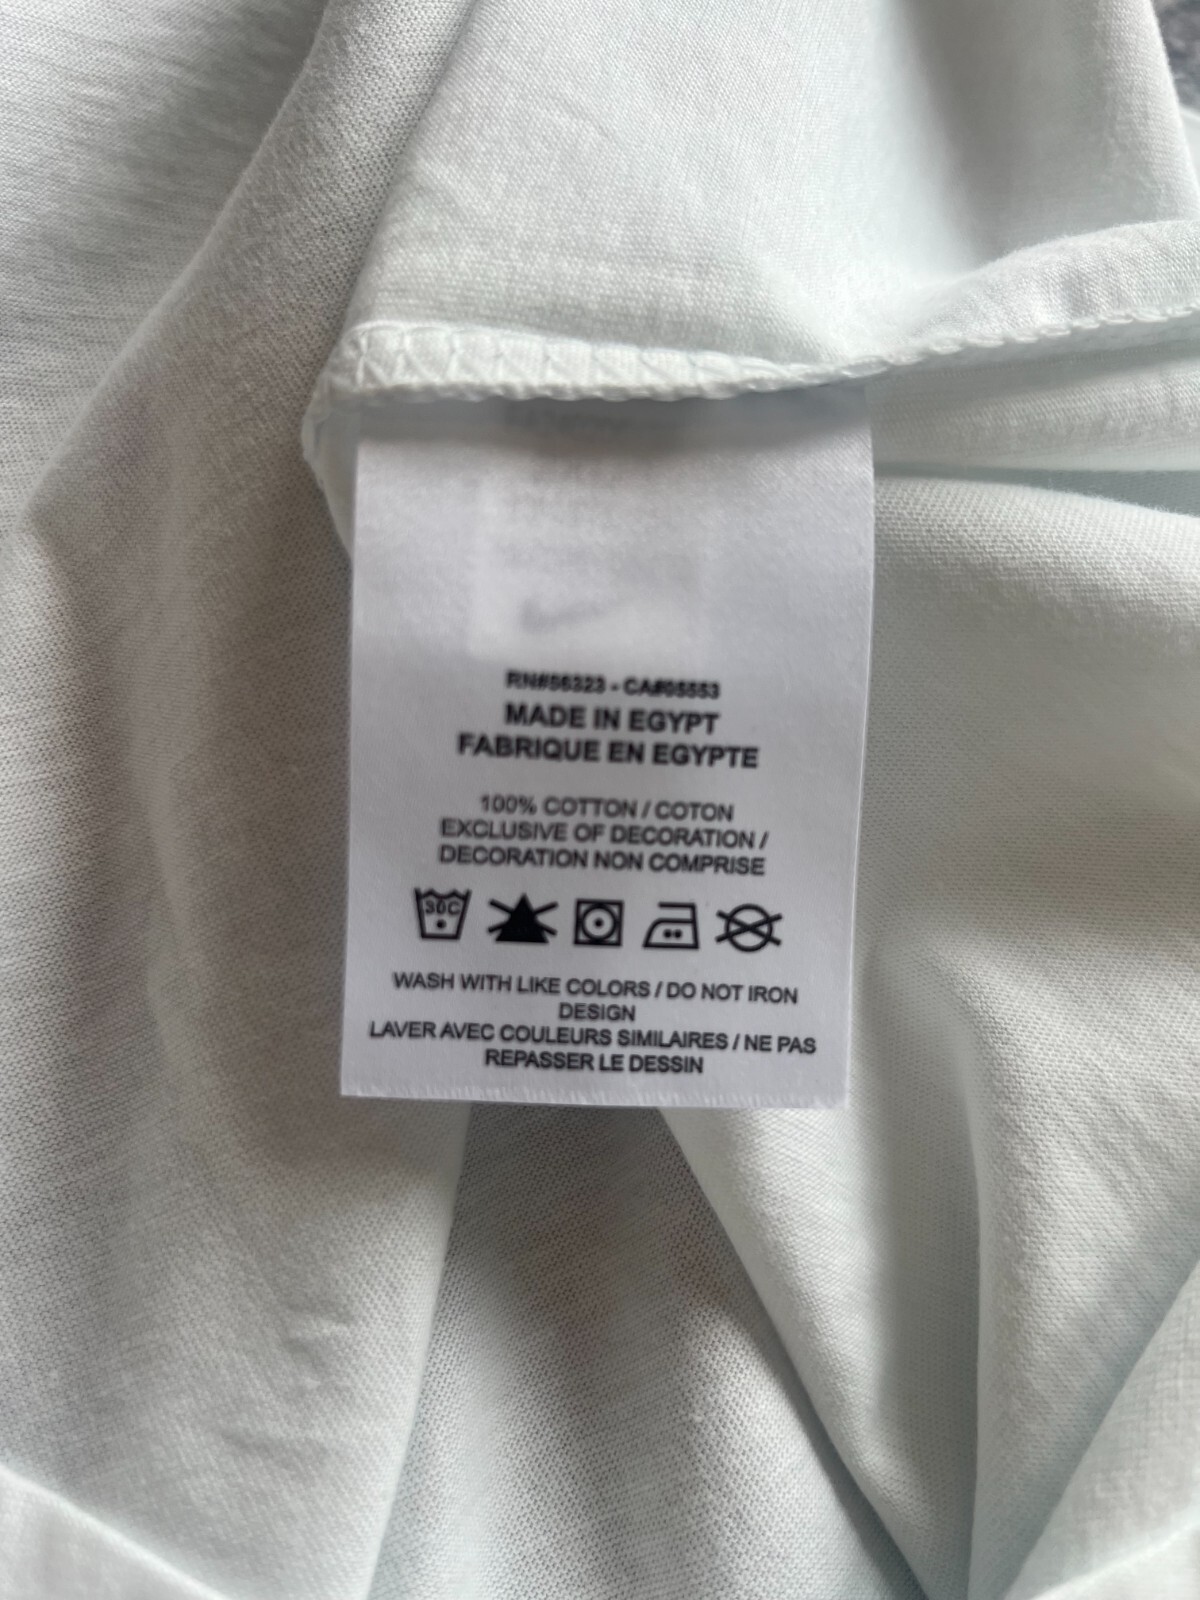 RN#56323 - CA#05553
MADE IN EGYPT
FABRIQUE EN EGYPTE
100% COTTON / COTON
EXCLUSIVE OF DECORATION /
DECORATION NON COMPRISE
30C
WASH WITH LIKE COLORS / DO NOT IRON
DESIGN
LAVER AVEC COULEURS SIMILAIRES / NE PAS
REPASSER LE DESSIN